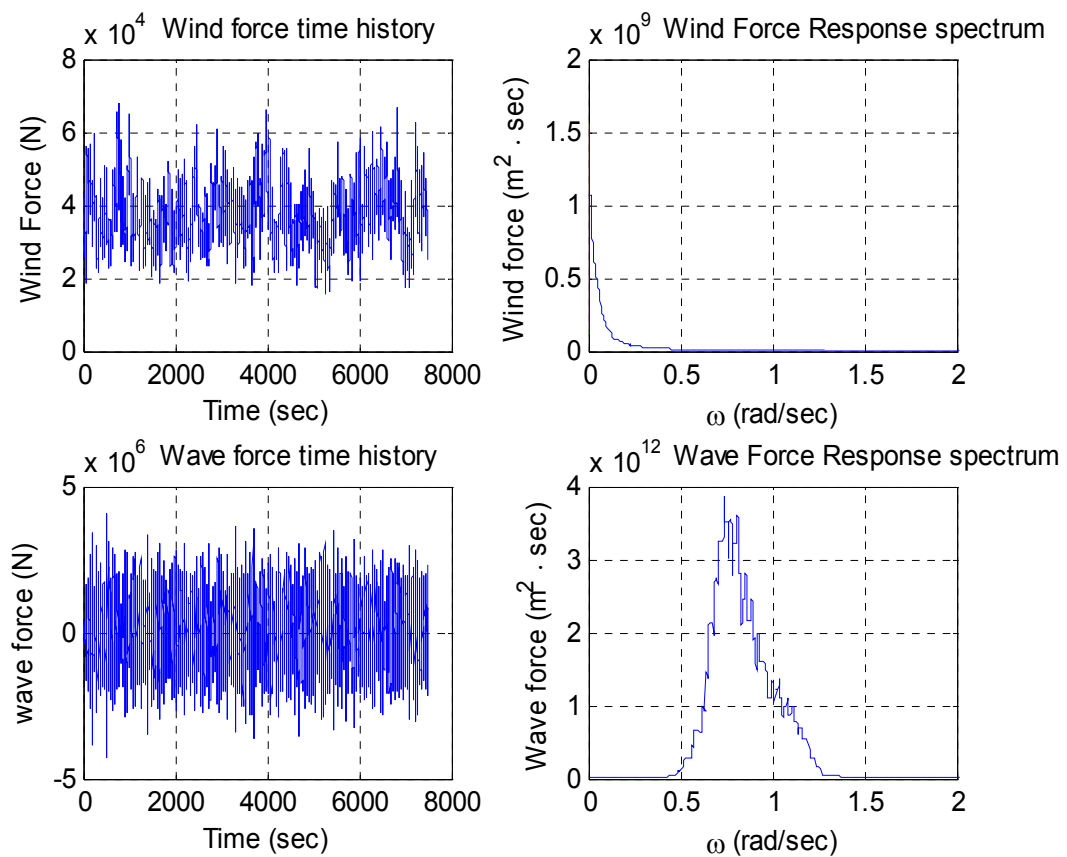 x 10^4 Wind force time history
8
6
4
2
0
Wind Force (N)
0 2000 4000 6000 8000
Time (sec)
x 10^9 Wind Force Response spectrum
2
1.5
1
0.5
0
Wind force (m^2 . sec)
0 0.5 1 1.5 2
ω (rad/sec)
x 10^6 Wave force time history
5
0
-5
wave force (N)
0 2000 4000 6000 8000
Time (sec)
x 10^12 Wave Force Response spectrum
4
3
2
1
0
Wave force (m^2 . sec)
0 0.5 1 1.5 2
ω (rad/sec)